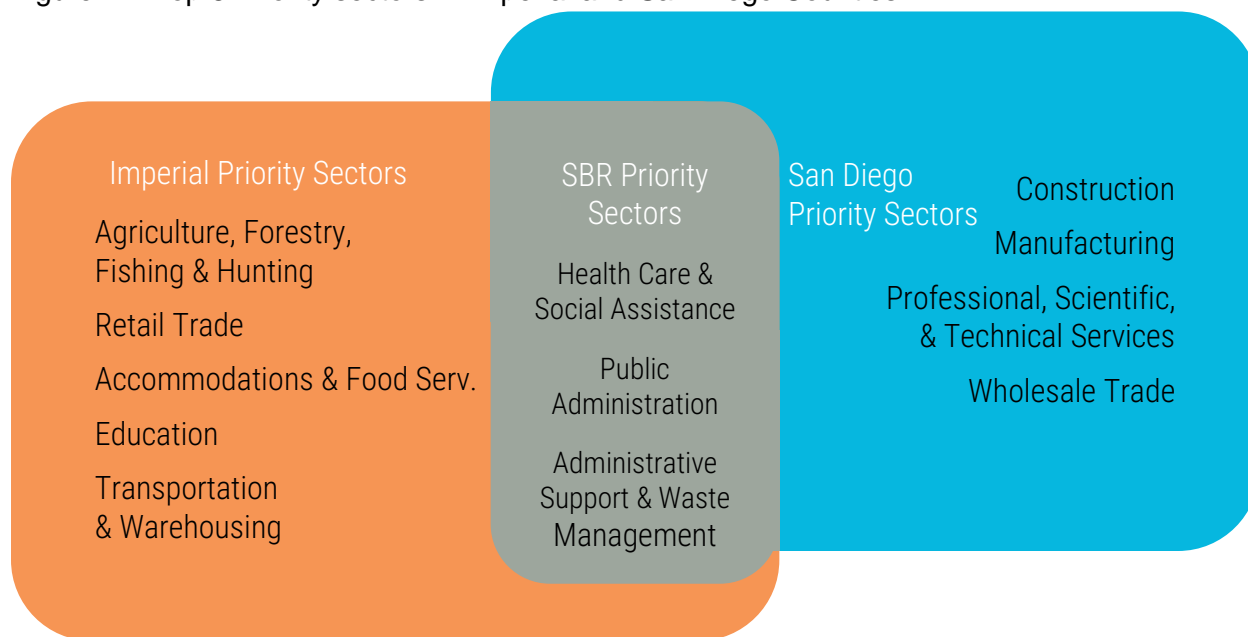 Imperial Priority Sectors
Agriculture, Forestry,
Fishing & Hunting
Retail Trade
Accommodations & Food Serv.
Education
Transportation
& Warehousing
SBR Priority
Sectors
Health Care &
Social Assistance
Public
Administration
Administrative
Support & Waste
Management
San Diego
Priority Sectors
Construction
Manufacturing
Professional, Scientific,
& Technical Services
Wholesale Trade